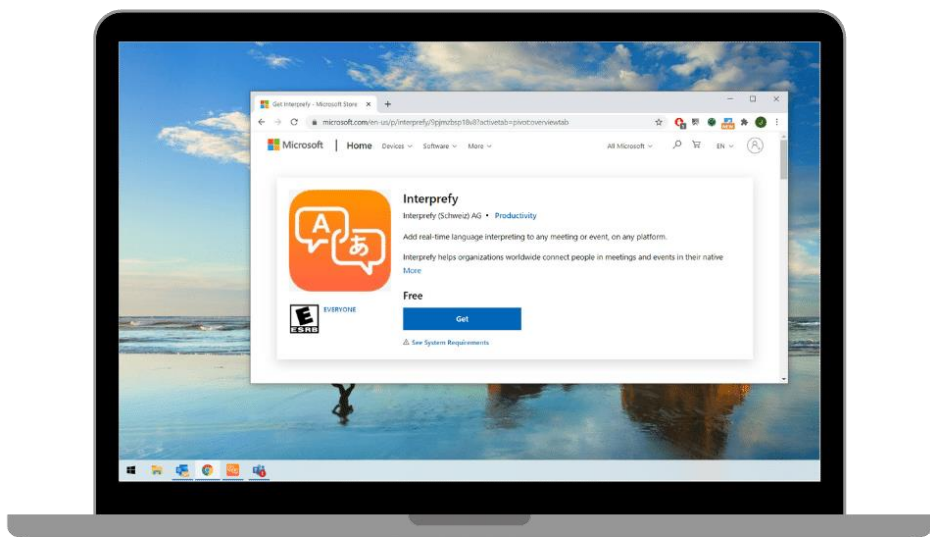 Get Interprefy - Microsoft Store
microsoft.com/en-us/p/interprefy/9pjmzbsp18v8?activetab=pivot:overviewtab
Microsoft | Home Devices Software More All Microsoft EN
A あ
Interprefy
Interprefy (Schweiz) AG • Productivity
Add real-time language interpreting to any meeting or event, on any platform.
Interprefy helps organizations worldwide connect people in meetings and events in their native
More
Free
E
ESRB
EVERYONE
Get
See System Requirements